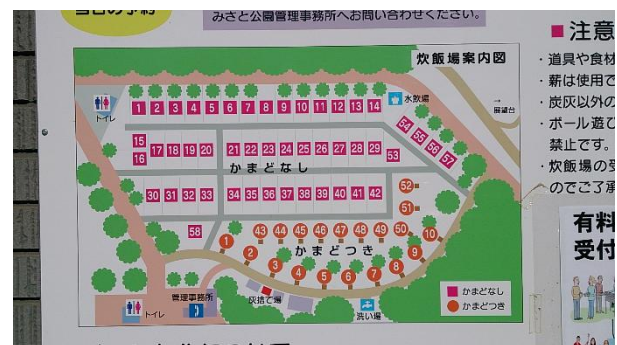 当日の予約
みさと公園管理事務所へお問い合わせください。
■注意
炊飯場案内図
・道具や食材
・薪は使用で
・炭灰以外の
・ボール遊び
禁止です。
・炊飯場の受
のでご了承
トイレ
1 2 3 4 5 6 7 8 9 10 11 12 13 14
水飲場
→
展望台
15
16 17 18 19 20 21 22 23 24 25 26 27 28 29
53
54 55 56 57
かまどなし
30 31 32 33 34 35 36 37 38 39 40 41 42
52
51
58
43 44 45 46 47 48 49 50
かまどつき
1 2 3 4 5 6 7 8 9 10
管理事務所
トイレ
灰捨て場
洗い場
かまどなし
かまどつき
有料
受付